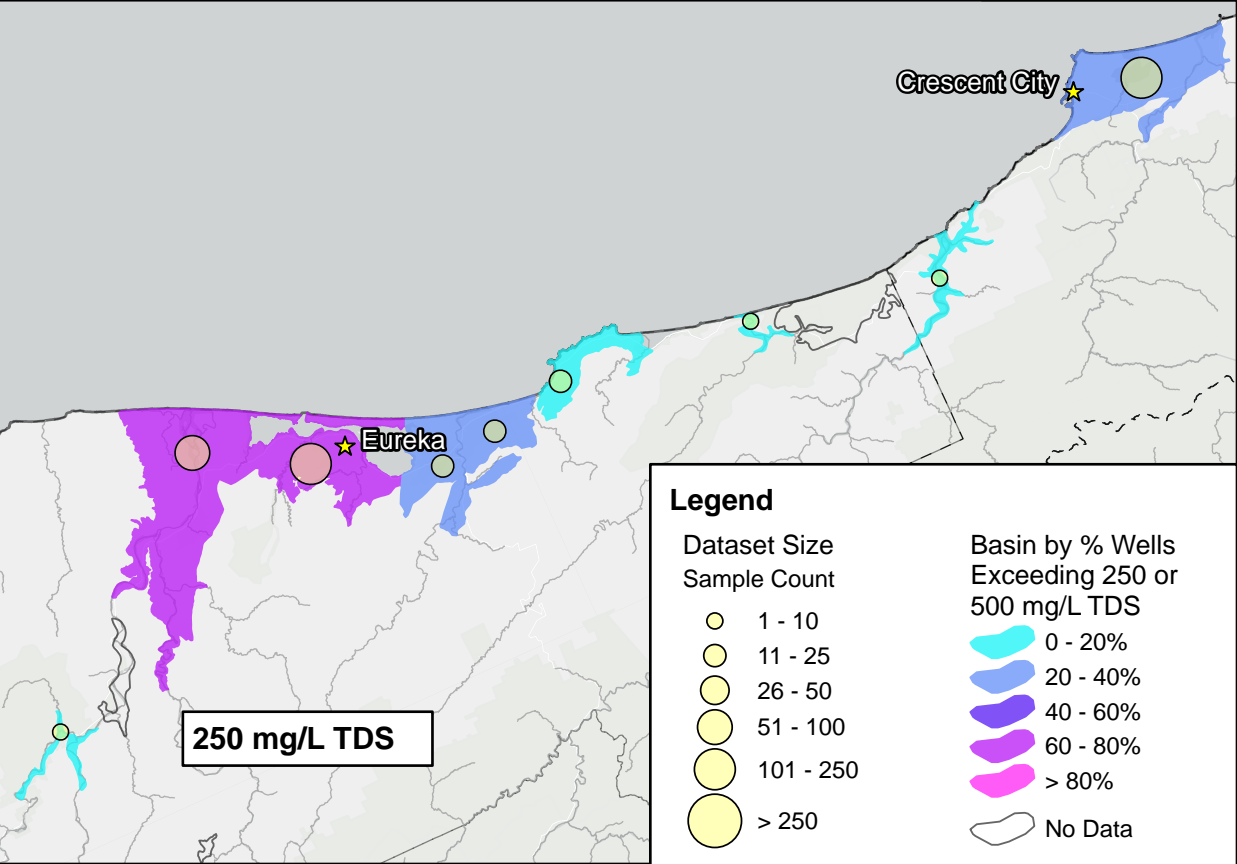 Crescent City
Eureka
250 mg/L TDS
Legend
Dataset Size
Sample Count
1 - 10
11 - 25
26 - 50
51 - 100
101 - 250
> 250
Basin by % Wells
Exceeding 250 or
500 mg/L TDS
0 - 20%
20 - 40%
40 - 60%
60 - 80%
> 80%
No Data